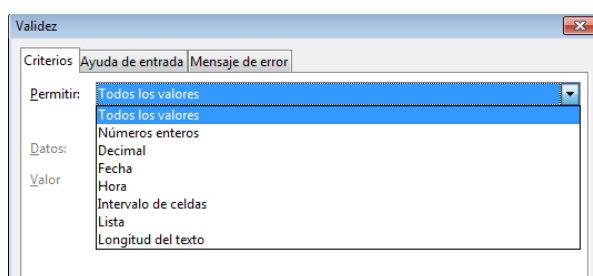 Validez
Criterios Ayuda de entrada Mensaje de error
Permitir: Todos los valores
Todos los valores
Números enteros
Datos: Decimal
Fecha
Valor
Hora
Intervalo de celdas
Lista
Longitud del texto